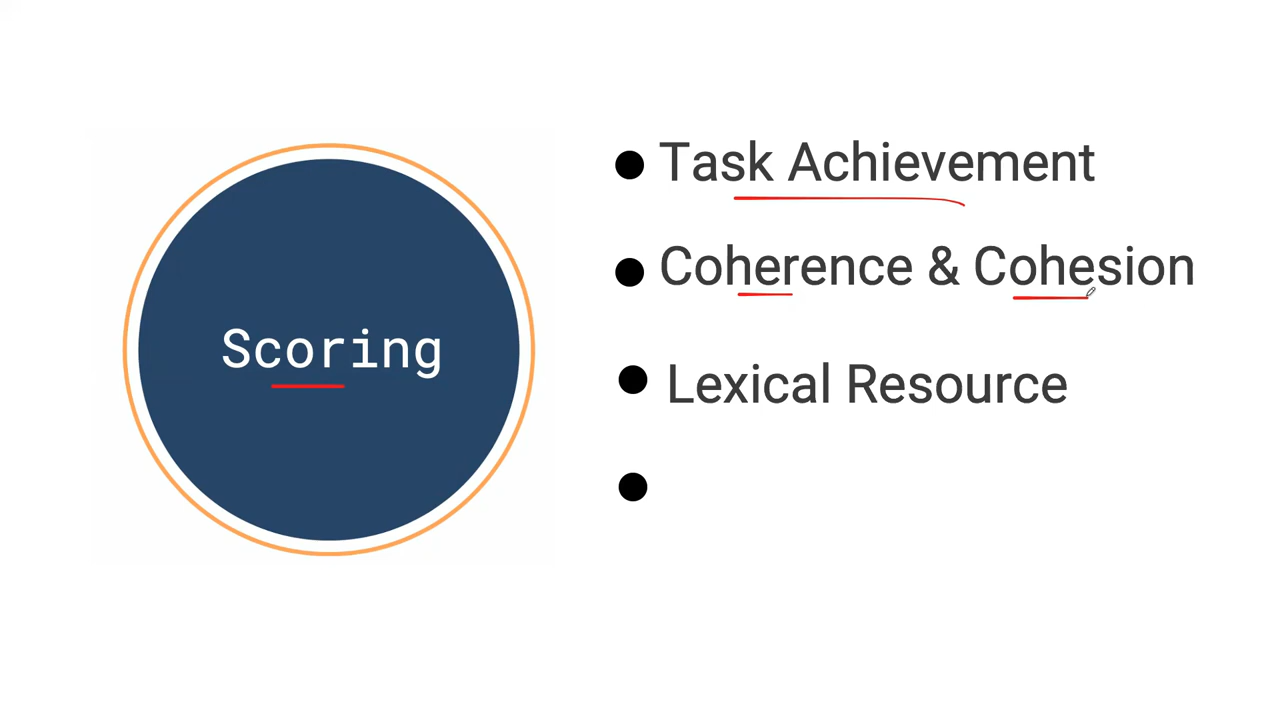 Scoring
Task Achievement
Coherence & Cohesion
Lexical Resource